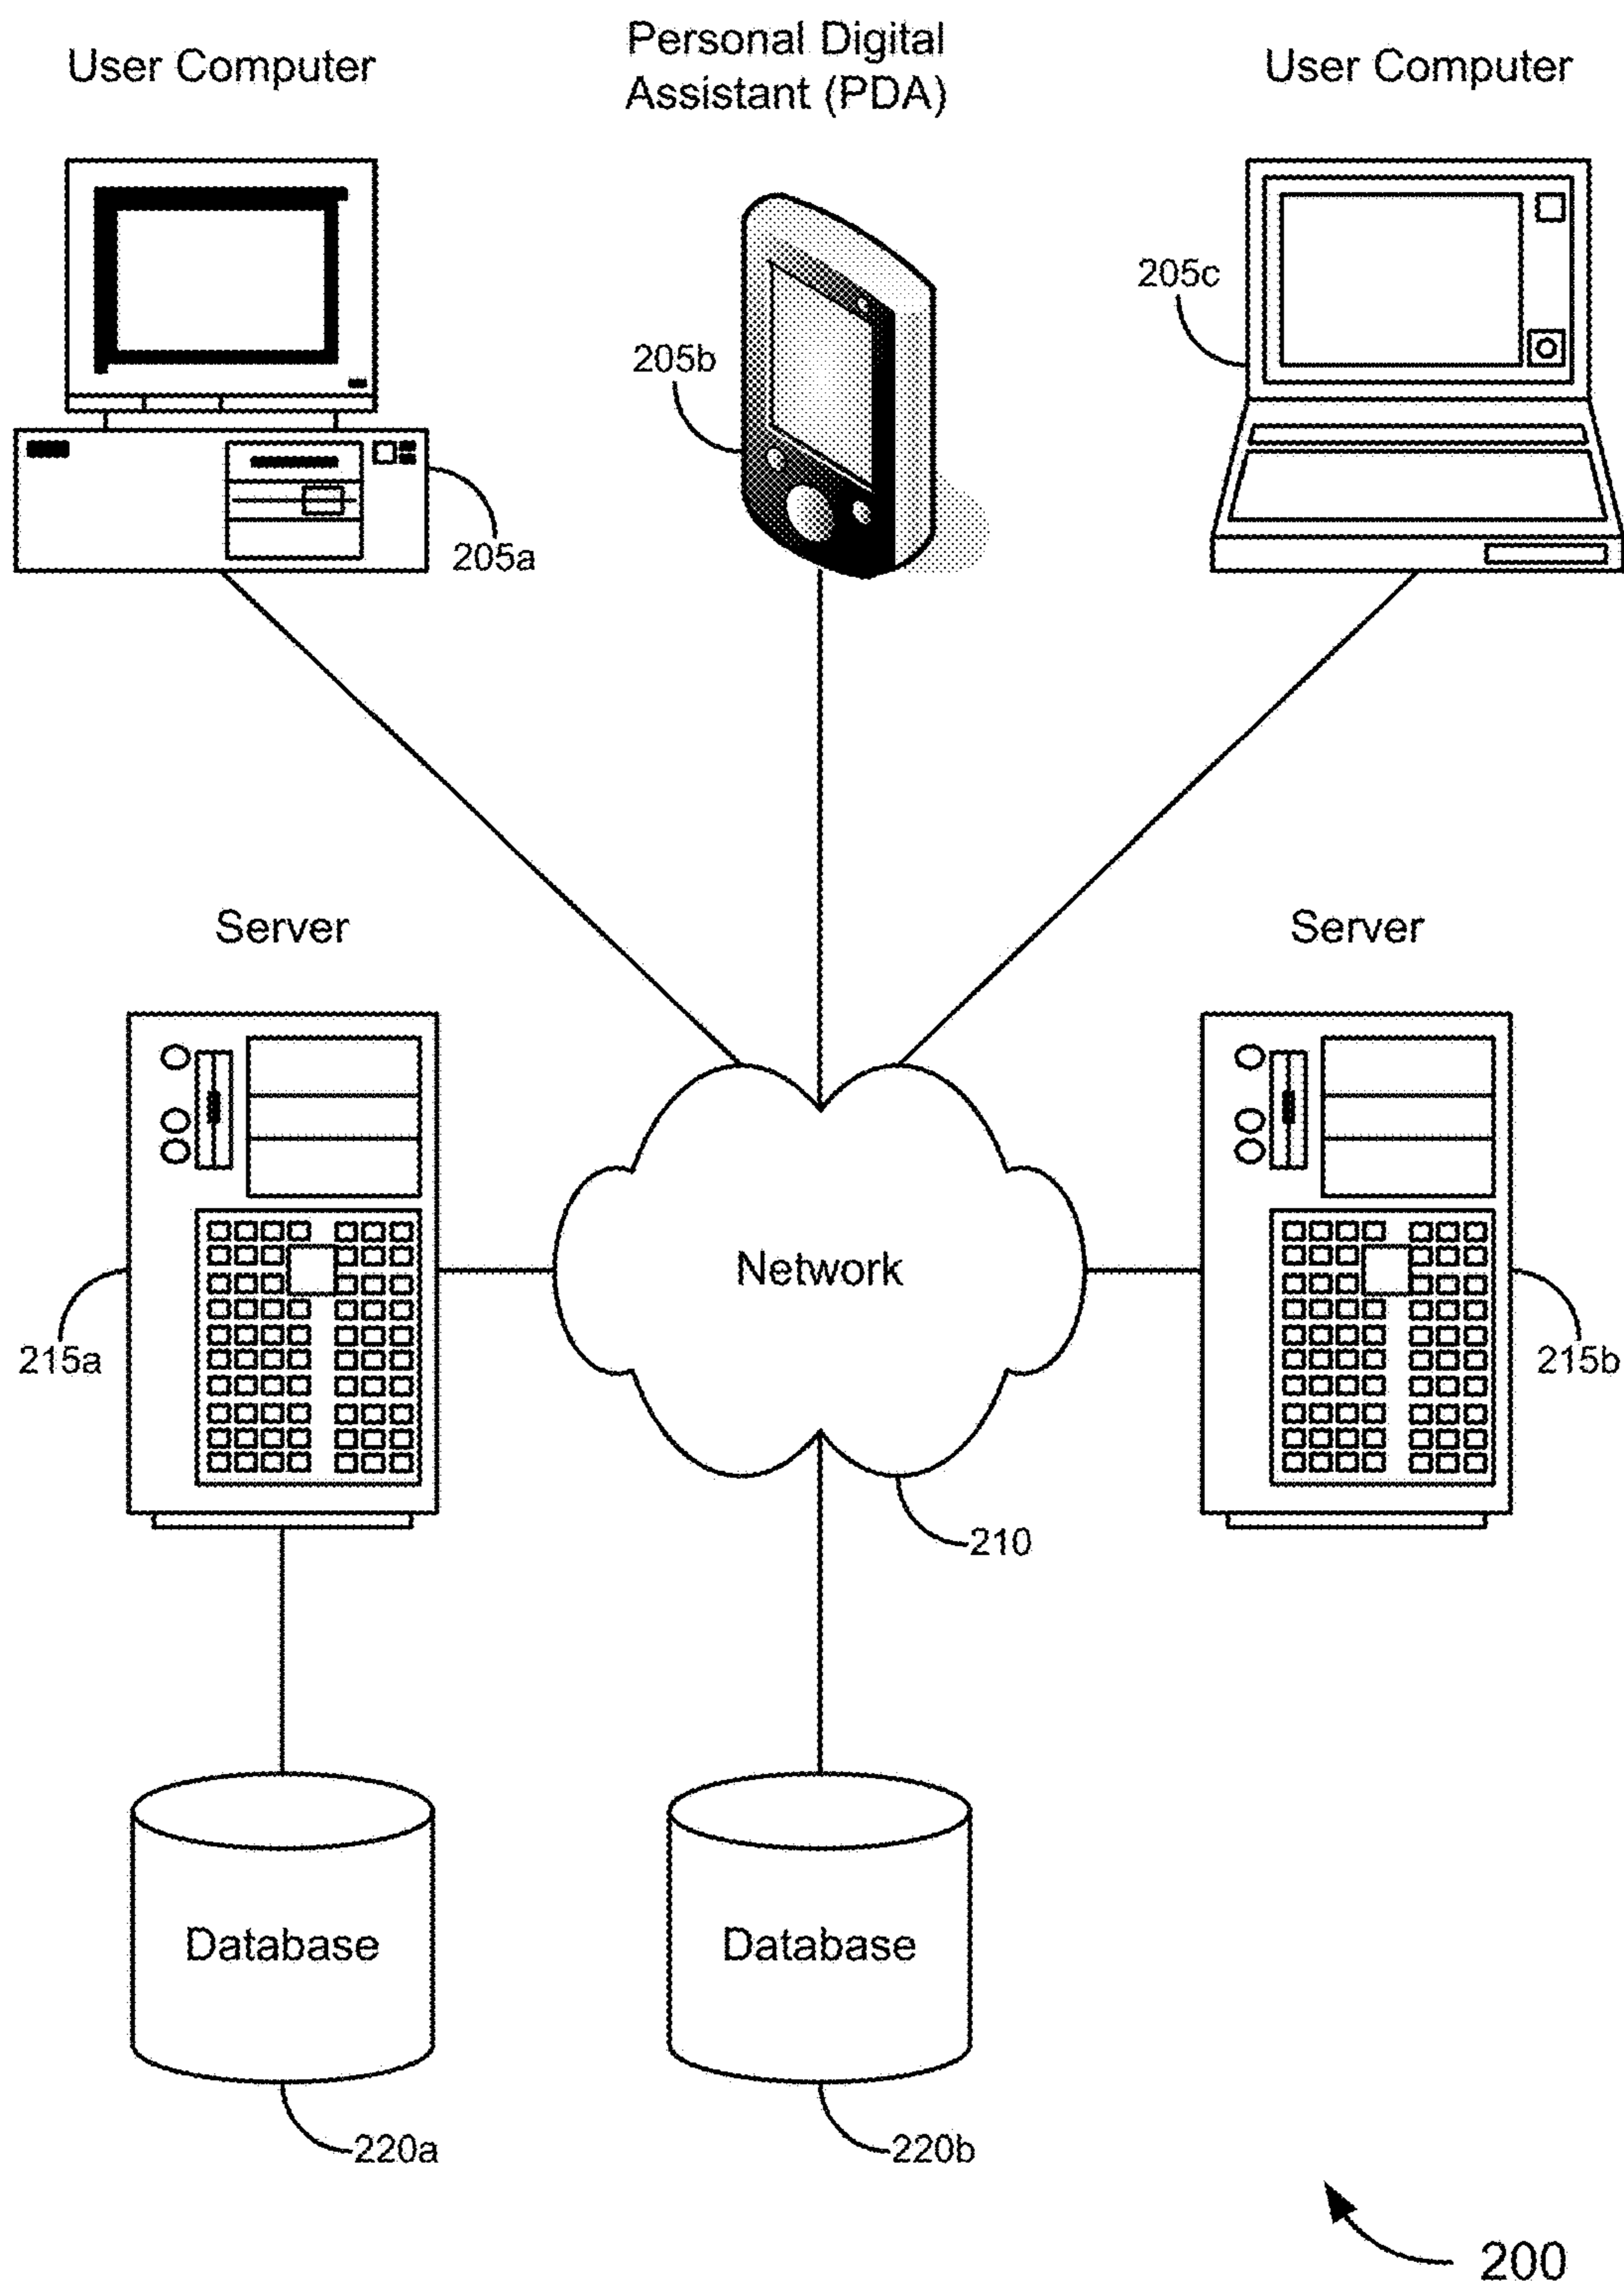 User Computer
Personal Digital
Assistant (PDA)
User Computer
205c
205b
205a
Server
Server
Network
215a
215b
210
Database
Database
220a
220b
200